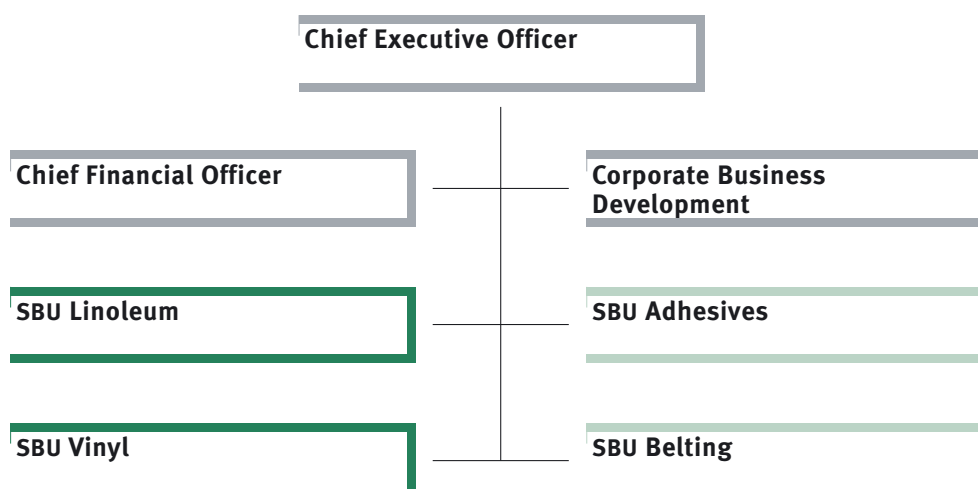 Chief Executive Officer
Chief Financial Officer
Corporate Business
Development
SBU Linoleum
SBU Adhesives
SBU Vinyl
SBU Belting